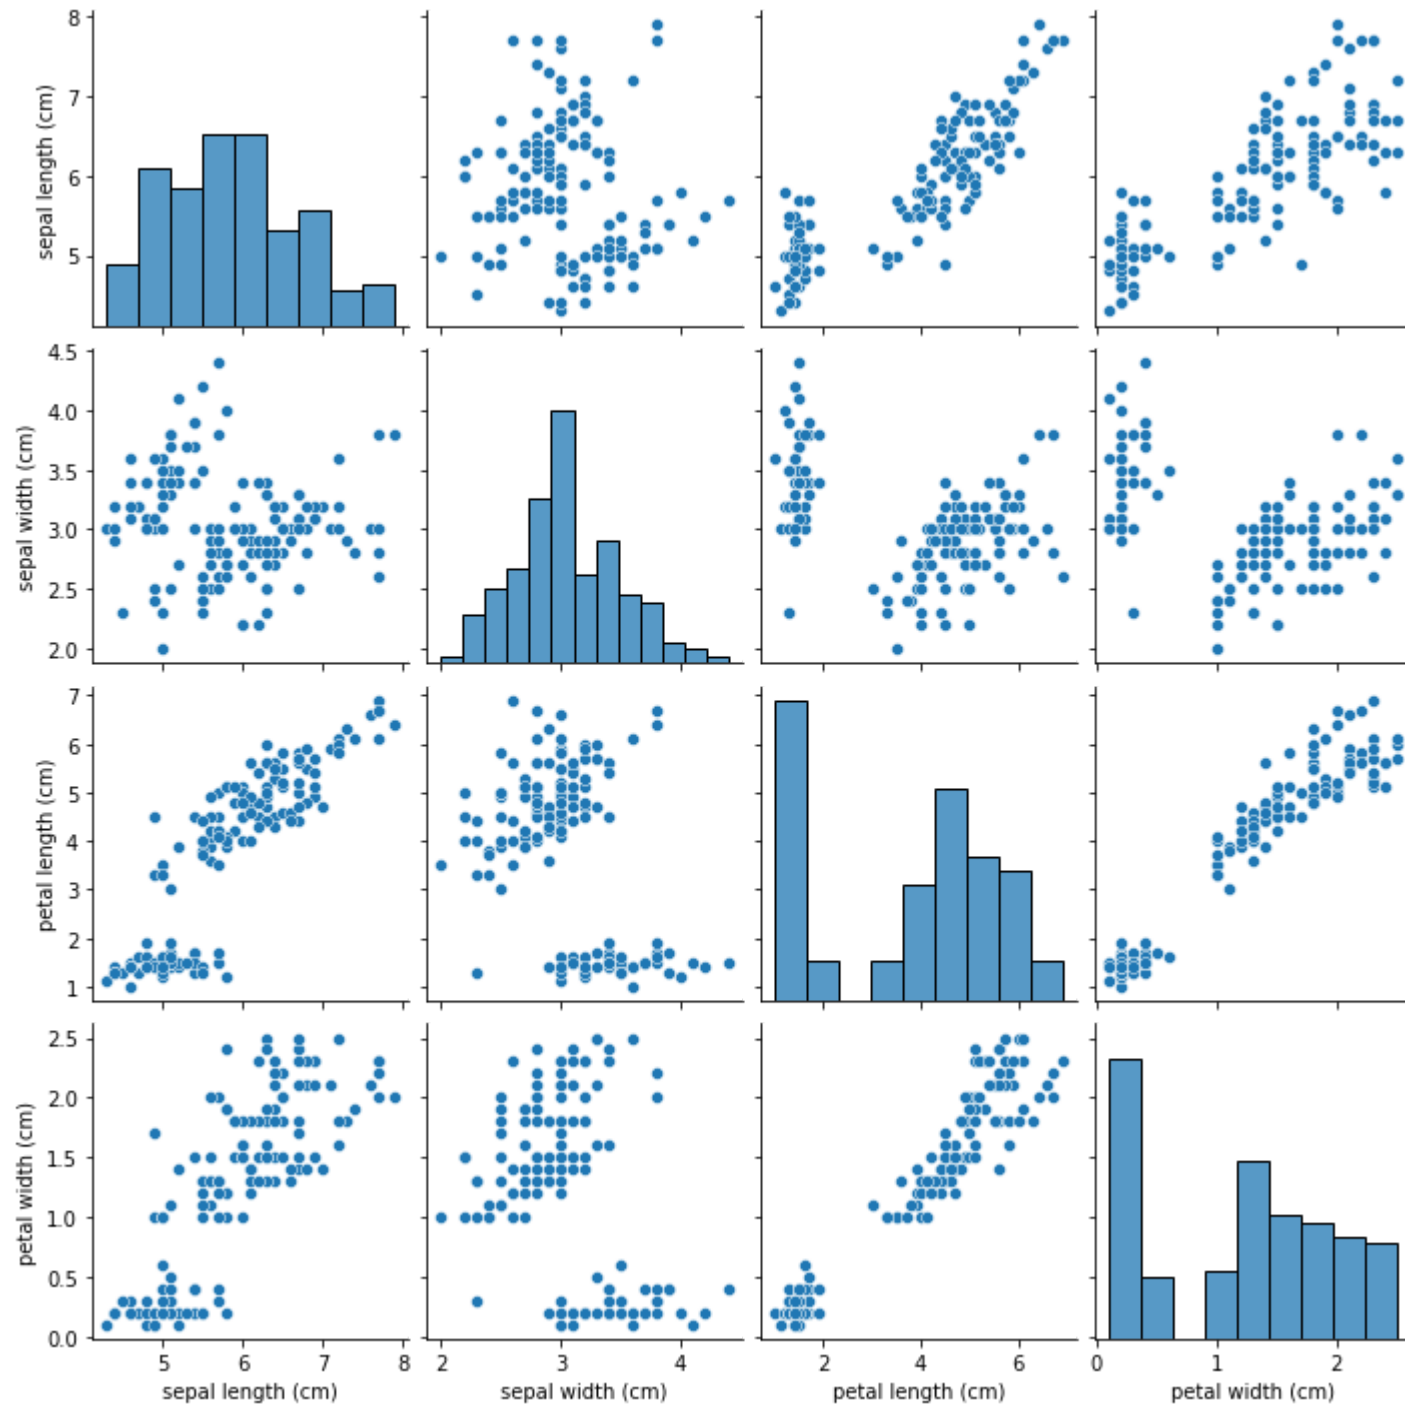 8
7
6
5
sepal length (cm)
4.5
4.0
3.5
3.0
2.5
2.0
sepal width (cm)
7
6
5
4
3
2
1
petal length (cm)
2.5
2.0
1.5
1.0
0.5
0.0
petal width (cm)
5 6 7 8
sepal length (cm)
2 3 4
sepal width (cm)
2 4 6
petal length (cm)
0 1 2
petal width (cm)